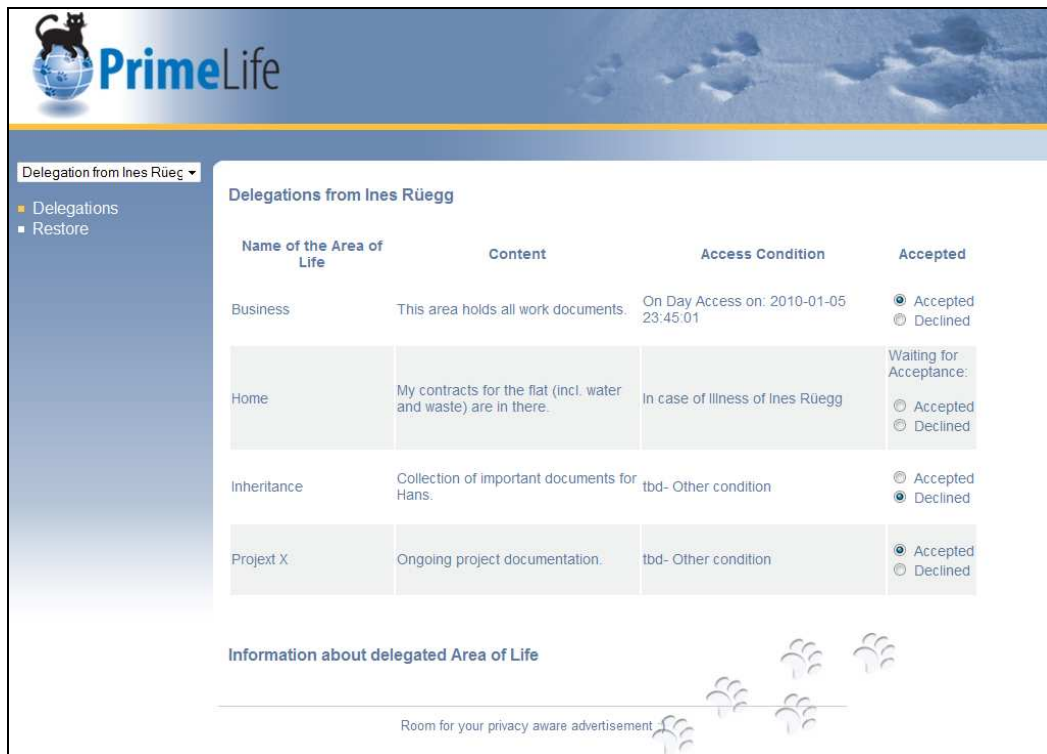 PrimeLife
Delegation from Ines Rüeg
Delegations
Restore
Delegations from Ines Rüegg
Name of the Area of
Life
Content
Access Condition
Accepted
Business
This area holds all work documents.
On Day Access on: 2010-01-05
23:45:01
Accepted
Declined
Home
My contracts for the flat (incl. water
and waste) are in there.
In case of Illness of Ines Rüegg
Waiting for
Acceptance:
Accepted
Declined
Inheritance
Collection of important documents for
Hans.
tbd- Other condition
Accepted
Declined
Projext X
Ongoing project documentation.
tbd- Other condition
Accepted
Declined
Information about delegated Area of Life
Room for your privacy aware advertisement :)